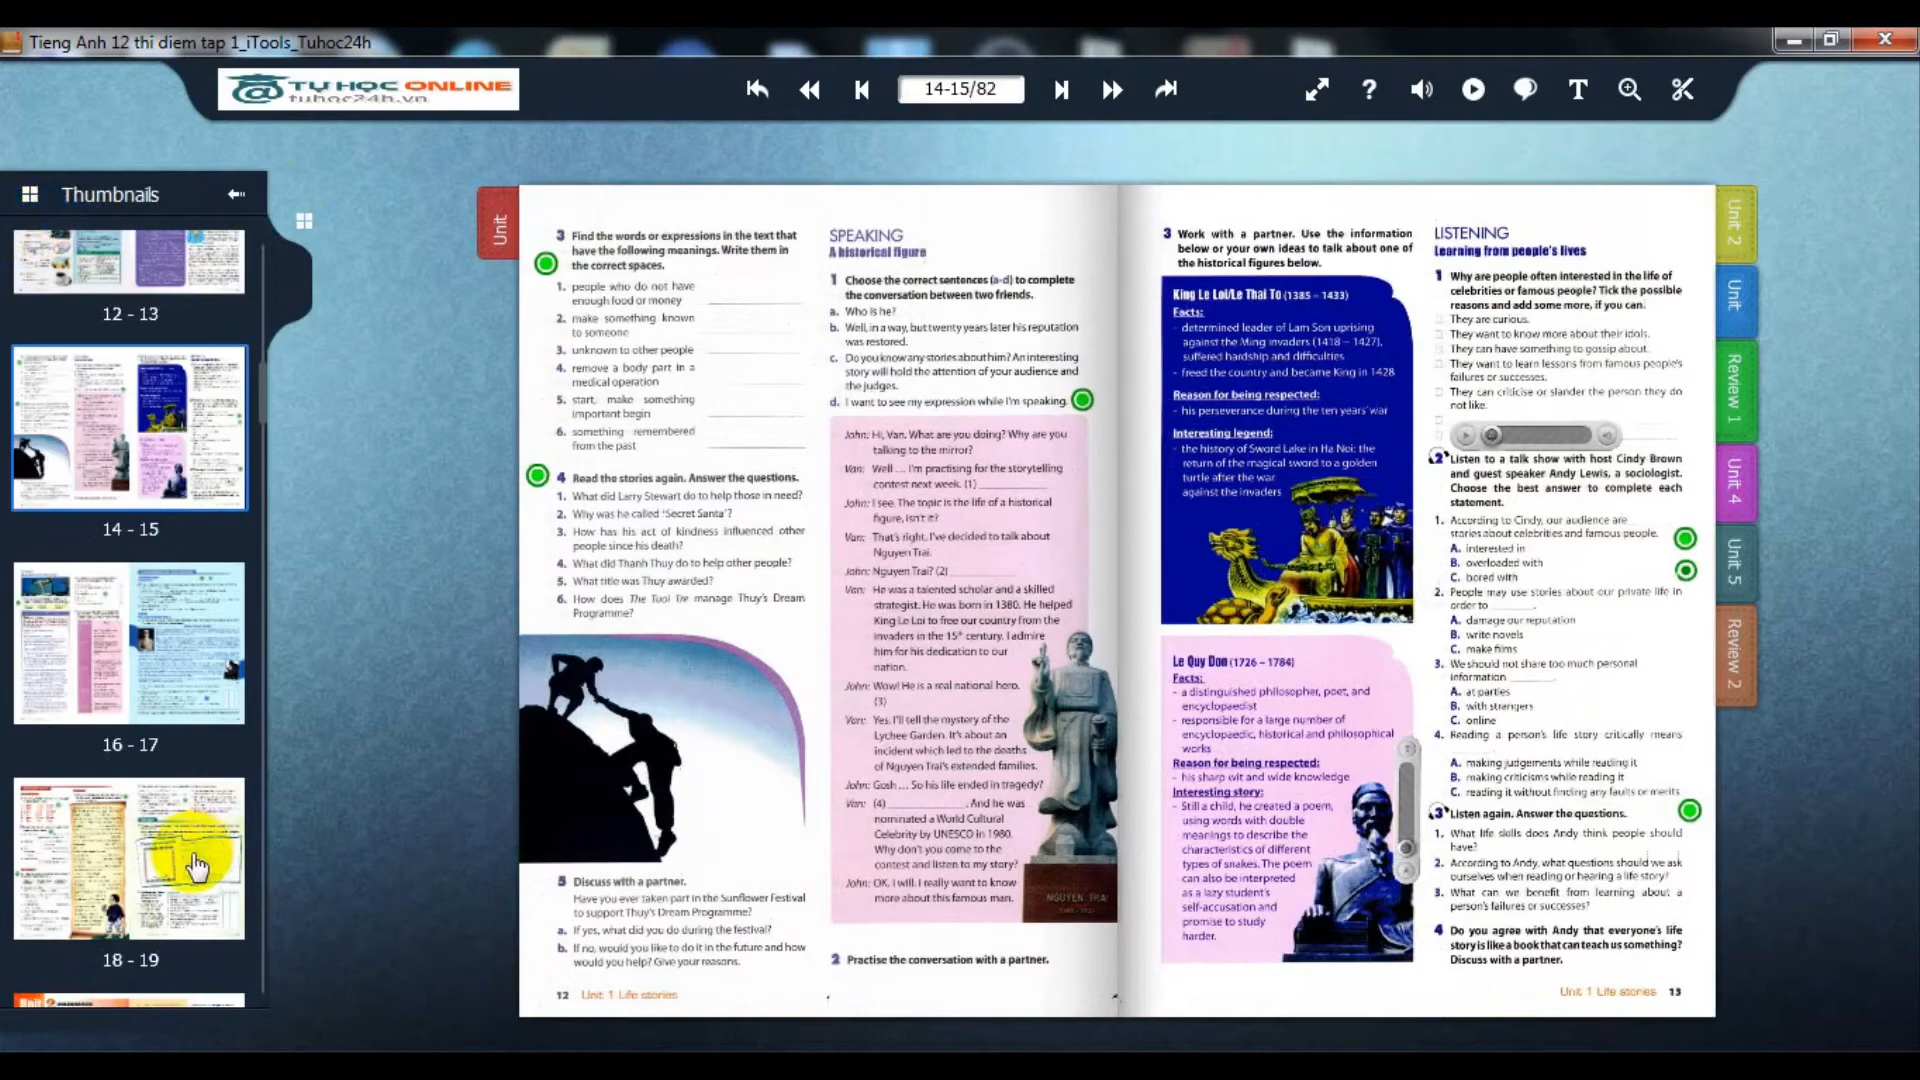 Tieng Anh 12 thi diem tap 1_iTools_Tuhoc24h
TỰ HỌC ONLINE
tuhoc24h.vn
14-15/82
Thumbnails
12 - 13
14 - 15
16 - 17
18 - 19
Unit
3 Find the words or expressions in the text that
have the following meanings. Write them in
the correct spaces.
1. people who do not have
enough food or money
2. make something known
to someone
3. unknown to other people
4. remove a body part in a
medical operation
5. start, make something
important begin
6. something remembered
from the past
4 Read the stories again. Answer the questions.
1. What did Larry Stewart do to help those in need?
2. Why was he called 'Secret Santa'?
3. How has his act of kindness influenced other
people since his death?
4. What did Thanh Thuy do to help other people?
5. What title was Thuy awarded?
6. How does The Tuoi Tre manage Thuy's Dream
Programme?
5 Discuss with a partner.
Have you ever taken part in the Sunflower Festival
to support Thuy's Dream Programme?
a. If yes, what did you do during the festival?
b. If no, would you like to do it in the future and how
would you help? Give your reasons.
12 Unit 1 Life stories
SPEAKING
A historical figure
1 Choose the correct sentences (a-d) to complete
the conversation between two friends.
a. Who is he?
b. Well, in a way, but twenty years later his reputation
was restored.
c. Do you know any stories about him? An interesting
story will hold the attention of your audience and
the judges.
d. I want to see my expression while I'm speaking.
John: Hi, Van. What are you doing? Why are you
talking to the mirror?
Van: Well ... I'm practising for the storytelling
contest next week. (1)
John: I see. The topic is the life of a historical
figure, isn't it?
Van: That's right. I've decided to talk about
Nguyen Trai.
John: Nguyen Trai? (2)
Van: He was a talented scholar and a skilled
strategist. He was born in 1380. He helped
King Le Loi to free our country from the
invaders in the 15th century. I admire
him for his dedication to our
nation.
John: Wow! He is a real national hero.
(3)
Van: Yes. I'll tell the mystery of the
Lychee Garden. It's about an
incident which led to the deaths
of Nguyen Trai's extended families.
John: Gosh ... So his life ended in tragedy?
Van: (4) . And he was
nominated a World Cultural
Celebrity by UNESCO in 1980.
Why don't you come to the
contest and listen to my story?
John: OK. I will. I really want to know
more about this famous man.
NGUYEN TRAI
2 Practise the conversation with a partner.
3 Work with a partner. Use the information
below or your own ideas to talk about one of
the historical figures below.
King Le Loi/Le Thai To (1385 – 1433)
Facts:
- determined leader of Lam Son uprising
against the Ming invaders (1418 – 1427),
suffered hardship and difficulties
- freed the country and became King in 1428
Reason for being respected:
- his perseverance during the ten years' war
Interesting legend:
- the history of Sword Lake in Ha Noi: the
return of the magical sword to a golden
turtle after the war
against the invaders
Le Quy Don (1726 – 1784)
Facts:
- a distinguished philosopher, poet, and
encyclopaedist
- responsible for a large number of
encyclopaedic, historical and philosophical
works
Reason for being respected:
- his sharp wit and wide knowledge
Interesting story:
- Still a child, he created a poem,
using words with double
meanings to describe the
characteristics of different
types of snakes. The poem
can also be interpreted
as a lazy student's
self-accusation and
promise to study
harder.
LISTENING
Learning from people's lives
1 Why are people often interested in the life of
celebrities or famous people? Tick the possible
reasons and add some more, if you can.
They are curious.
They want to know more about their idols.
They can have something to gossip about.
They want to learn lessons from famous people's
failures or successes.
They can criticise or slander the person they do
not like.
2 Listen to a talk show with host Cindy Brown
and guest speaker Andy Lewis, a sociologist.
Choose the best answer to complete each
statement.
1. According to Cindy, our audience are
stories about celebrities and famous people.
A. interested in
B. overloaded with
C. bored with
2. People may use stories about our private life in
order to ______.
A. damage our reputation
B. write novels
C. make films
3. We should not share too much personal
information ______.
A. at parties
B. with strangers
C. online
4. Reading a person's life story critically means
A. making judgements while reading it
B. making criticisms while reading it
C. reading it without finding any faults or merits
3 Listen again. Answer the questions.
1. What life skills does Andy think people should
have?
2. According to Andy, what questions should we ask
ourselves when reading or hearing a life story?
3. What can we benefit from learning about a
person's failures or successes?
4 Do you agree with Andy that everyone's life
story is like a book that can teach us something?
Discuss with a partner.
Unit 1 Life stories 13
Unit 2
Unit
Review 1
Unit 4
Unit 5
Review 2